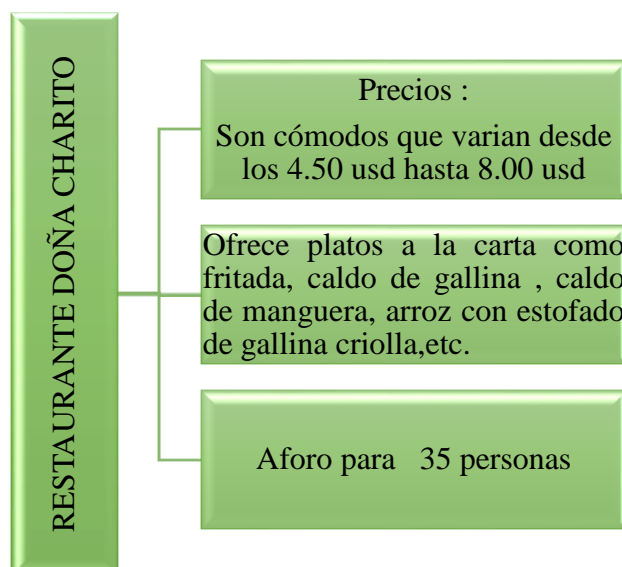 RESTAURANTE DOÑA CHARITO
Precios :
Son cómodos que varian desde
los 4.50 usd hasta 8.00 usd
Ofrece platos a la carta como
fritada, caldo de gallina , caldo
de manguera, arroz con estofado
de gallina criolla,etc.
Aforo para 35 personas